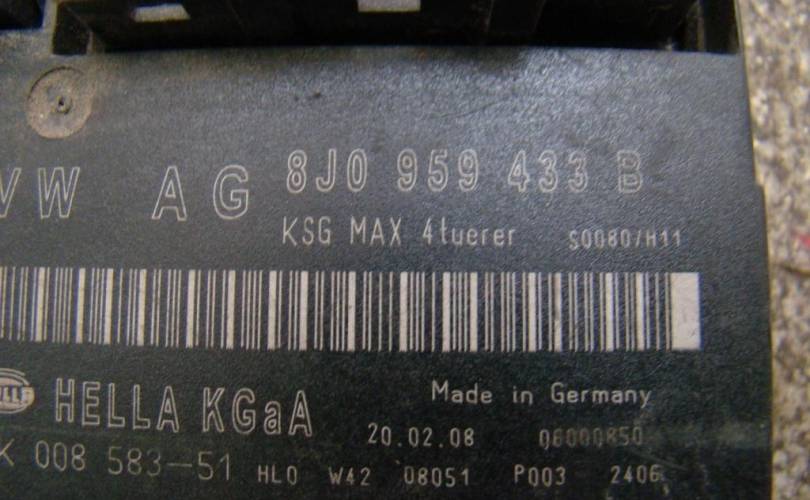 VW AG 8J0 959 433 B
KSG MAX 4tuerer S0080/H11
HELLA KGaA Made in Germany
20.02.08 06000850
K 008 583-51 HL0 W42 08051 P003 2406